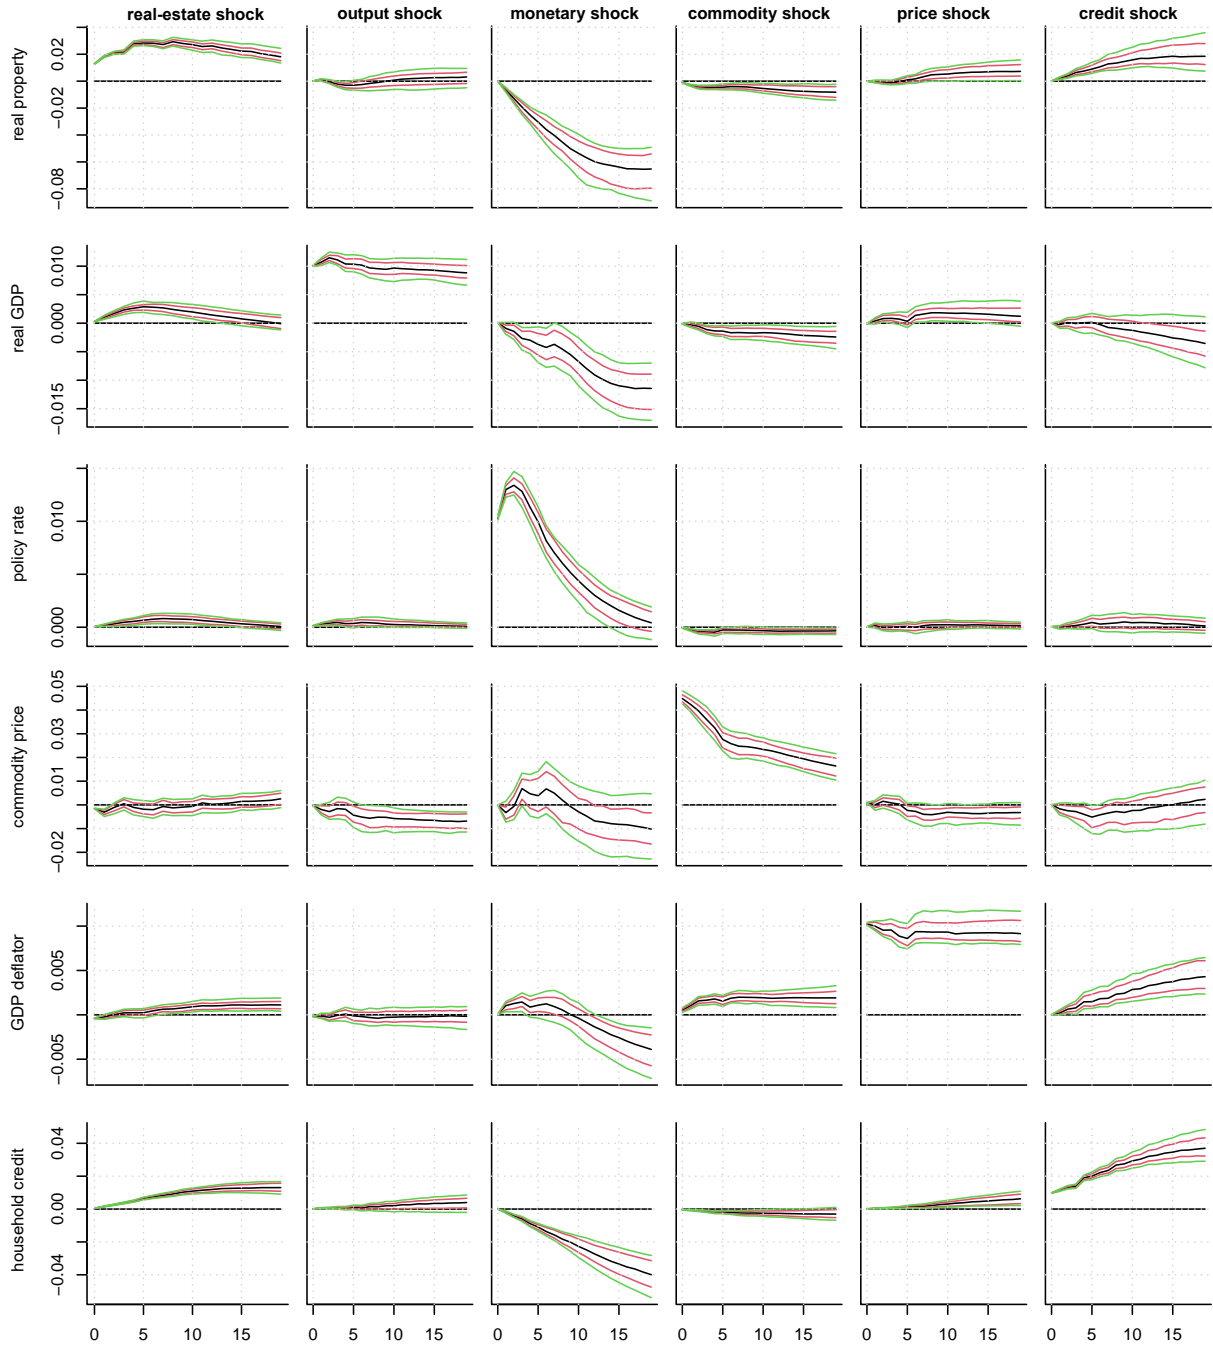 real-estate shock output shock monetary shock commodity shock price shock credit shock
real property
0.02
−0.02
−0.08
real GDP
0.010
0.000
−0.015
policy rate
0.010
0.000
commodity price
0.05
0.03
0.01
−0.02
GDP deflator
0.005
−0.005
household credit
0.04
0.00
−0.04
0 5 10 15 0 5 10 15 0 5 10 15 0 5 10 15 0 5 10 15 0 5 10 15